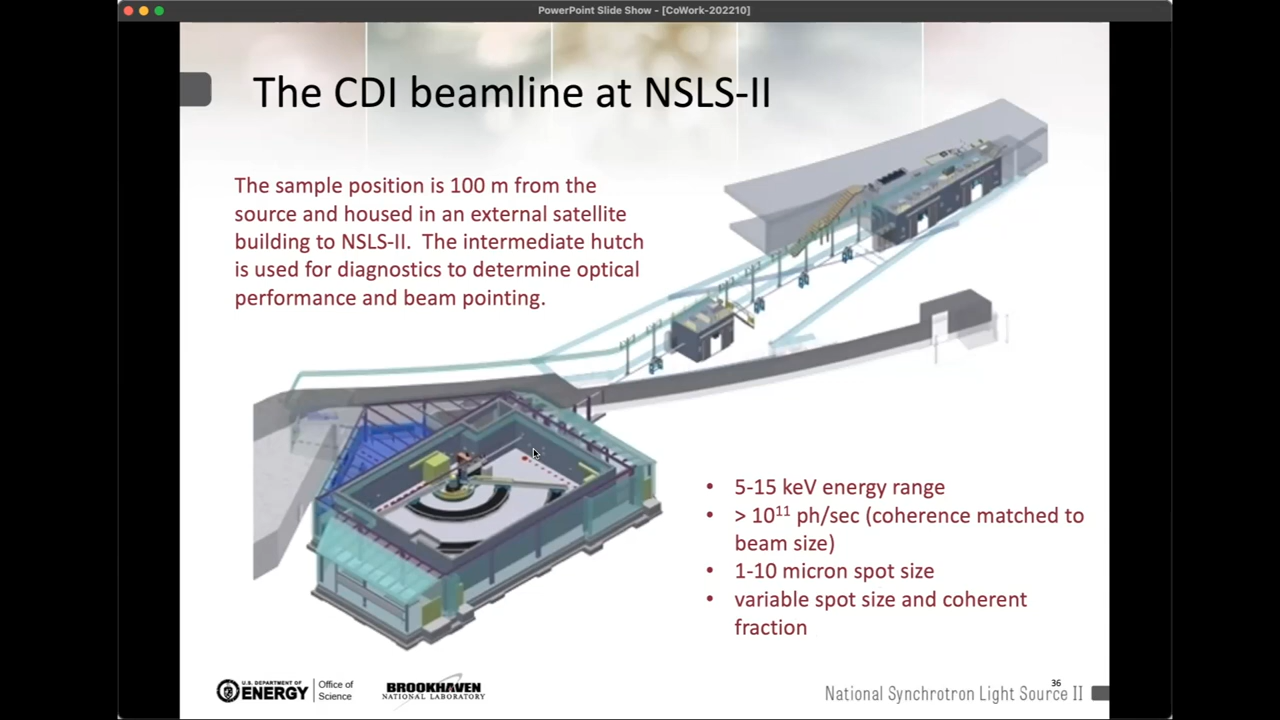 PowerPoint Slide Show - [CoWork-202210]
The CDI beamline at NSLS-II
The sample position is 100 m from the
source and housed in an external satellite
building to NSLS-II. The intermediate hutch
is used for diagnostics to determine optical
performance and beam pointing.
• 5-15 keV energy range
• > 10¹¹ ph/sec (coherence matched to
beam size)
• 1-10 micron spot size
• variable spot size and coherent
fraction
U.S. DEPARTMENT OF
ENERGY
Office of
Science
BROOKHAVEN
NATIONAL LABORATORY
36
National Synchrotron Light Source II